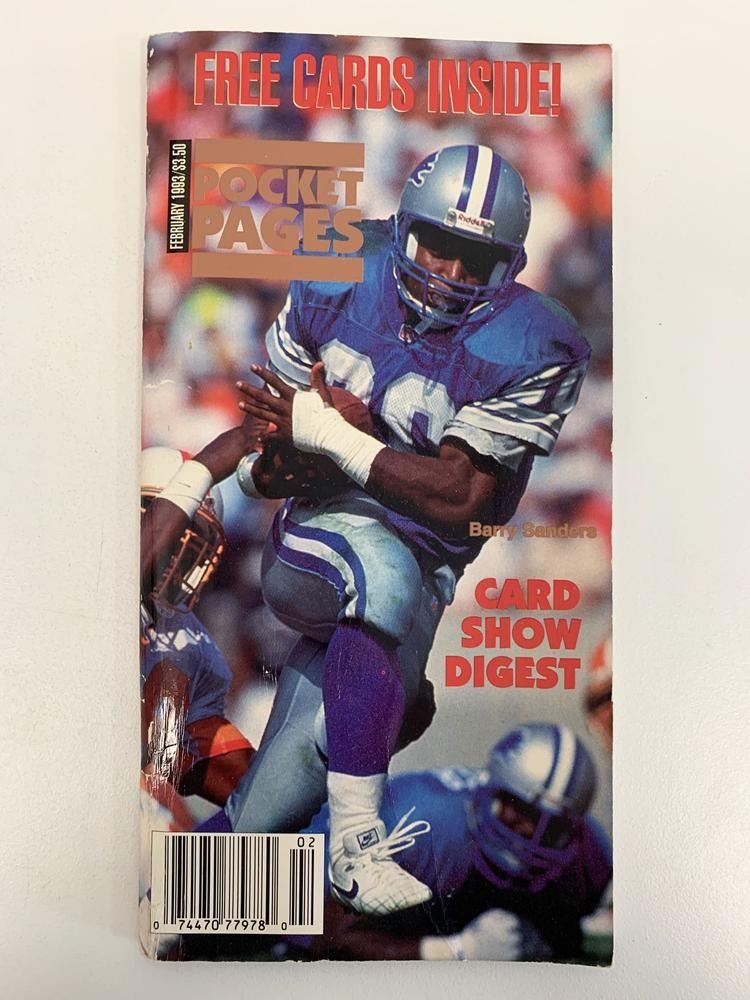 FREE CARDS INSIDE!
FEBRUARY 1993/$3.50
POCKET
PAGES
Riddell
Barry Sanders
CARD
SHOW
DIGEST
02
0 74470 77978 0